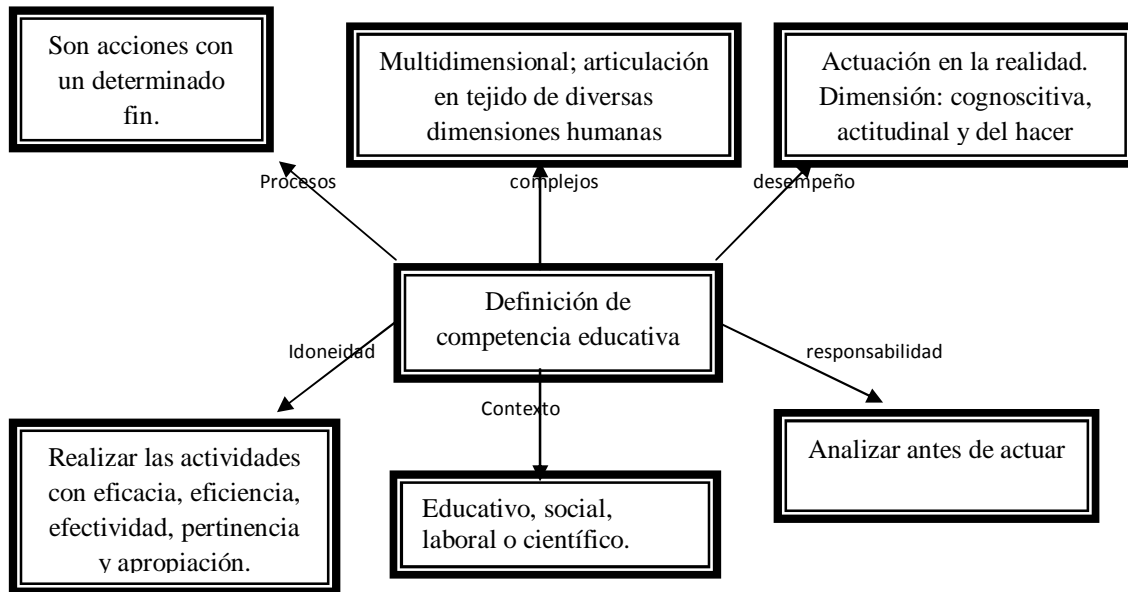 Son acciones con
un determinado
fin.
Multidimensional; articulación
en tejido de diversas
dimensiones humanas
Actuación en la realidad.
Dimensión: cognoscitiva,
actitudinal y del hacer
Procesos
complejos
desempeño
Definición de
competencia educativa
Idoneidad
responsabilidad
Contexto
Realizar las actividades
con eficacia, eficiencia,
efectividad, pertinencia
y apropiación.
Educativo, social,
laboral o científico.
Analizar antes de actuar